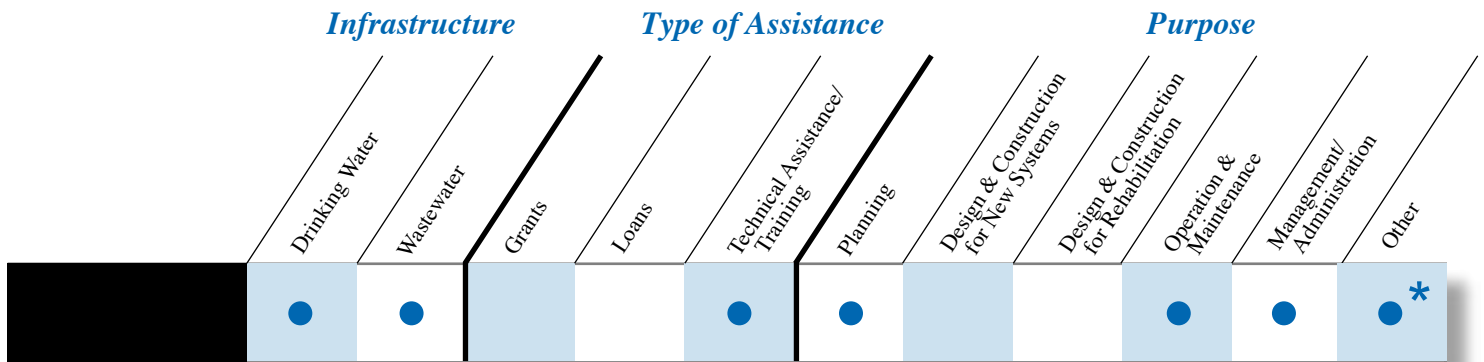 Infrastructure
Type of Assistance
Purpose
Drinking Water
Wastewater
Grants
Loans
Technical Assistance/
Training
Planning
Design & Construction
for New Systems
Design & Construction
for Rehabilitation
Operation &
Maintenance
Management/
Administration
Other
*